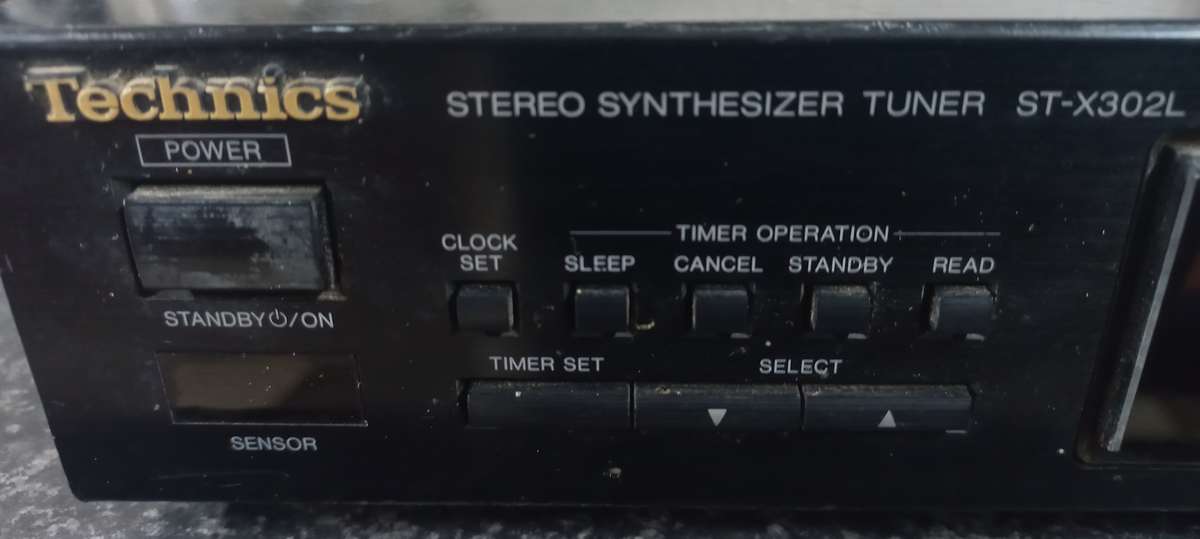 Technics
STEREO SYNTHESIZER TUNER ST-X302L
POWER
STANDBY⏻/ON
SENSOR
CLOCK
SET
TIMER OPERATION
SLEEP CANCEL STANDBY READ
TIMER SET SELECT
▼ ▲